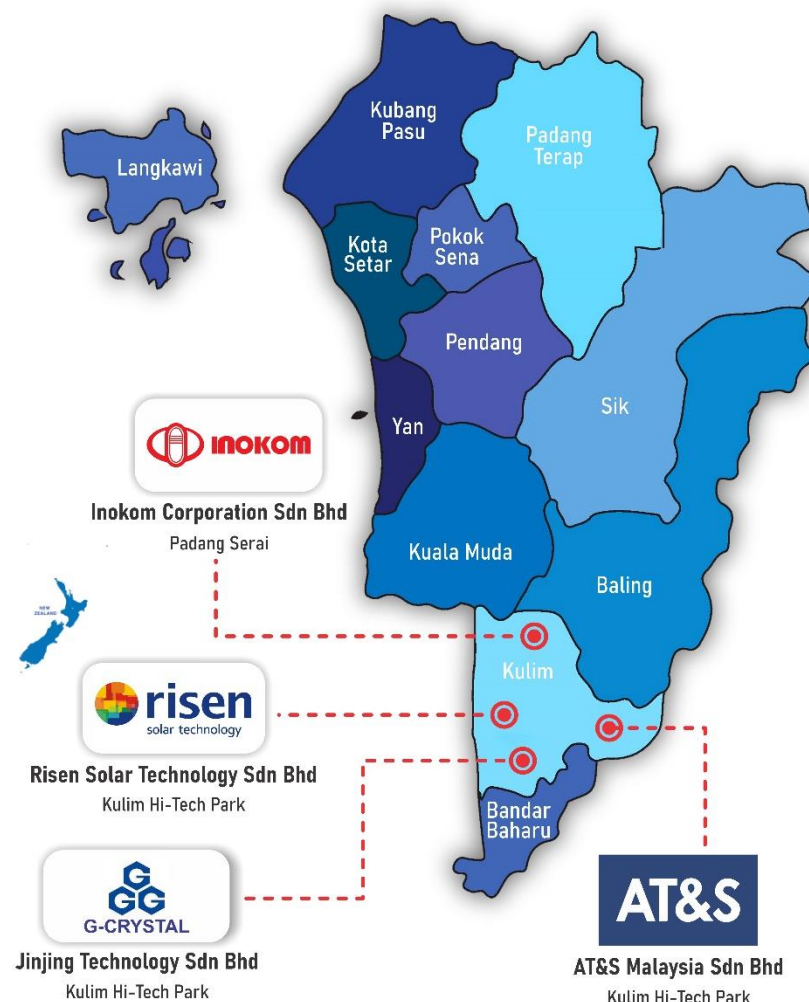 Kubang
Pasu
Padang
Terap
Langkawi
Kota
Setar
Pokok
Sena
Pendang
Sik
Yan
INOKOM
Inokom Corporation Sdn Bhd
Padang Serai
Kuala Muda
Baling
NEW
ZEALAND
Kulim
risen
solar technology
Risen Solar Technology Sdn Bhd
Kulim Hi-Tech Park
Bandar
Baharu
G
G G
G-CRYSTAL
Jinjing Technology Sdn Bhd
Kulim Hi-Tech Park
AT&S
AT&S Malaysia Sdn Bhd
Kulim Hi-Tech Park